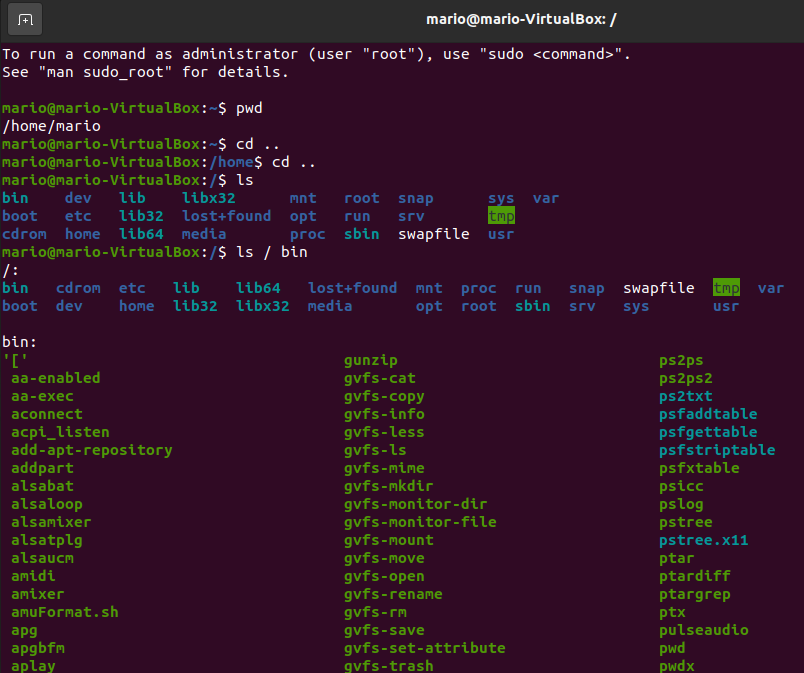 mario@mario-VirtualBox: /
To run a command as administrator (user "root"), use "sudo <command>".
See "man sudo_root" for details.
mario@mario-VirtualBox:~$ pwd
/home/mario
mario@mario-VirtualBox:~$ cd ..
mario@mario-VirtualBox:/home$ cd ..
mario@mario-VirtualBox:/$ ls
bin dev lib libx32 mnt root snap sys var
boot etc lib32 lost+found opt run srv tmp
cdrom home lib64 media proc sbin swapfile usr
mario@mario-VirtualBox:/$ ls / bin
/:
bin cdrom etc lib lib64 lost+found mnt proc run snap swapfile tmp var
boot dev home lib32 libx32 media opt root sbin srv sys usr
bin:
'[' gunzip ps2ps
aa-enabled gvfs-cat ps2ps2
aa-exec gvfs-copy ps2txt
aconnect gvfs-info psfaddtable
acpi_listen gvfs-less psfgettable
add-apt-repository gvfs-ls psfstriptable
addpart gvfs-mime psfxtable
alsabat gvfs-mkdir psicc
alsaloop gvfs-monitor-dir pslog
alsamixer gvfs-monitor-file pstree
alsatplg gvfs-mount pstree.x11
alsaucm gvfs-move ptar
amidi gvfs-open ptardiff
amixer gvfs-rename ptargrep
amuFormat.sh gvfs-rm ptx
apg gvfs-save pulseaudio
apgbfm gvfs-set-attribute pwd
aplay gvfs-trash pwdx